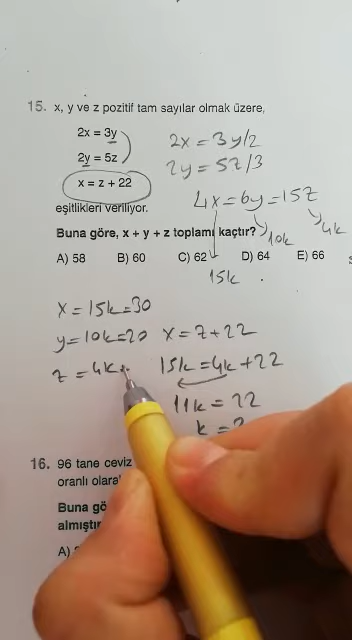 15. x, y ve z pozitif tam sayılar olmak üzere,
2x = 3y
2y = 5z
x = z + 22
eşitlikleri veriliyor.
Buna göre, x + y + z toplamı kaçtır?
A) 58 B) 60 C) 62 D) 64 E) 66
2x = 3y/2
2y = 5z/3
4x = 6y = 15z
10k
4k
15k
x = 15k = 30
y = 10k = 20
z = 4k
x = z + 22
15k = 4k + 22
11k = 22
k = 2
16. 96 tane ceviz
oranlı olara
Buna gö
almıştır
A)